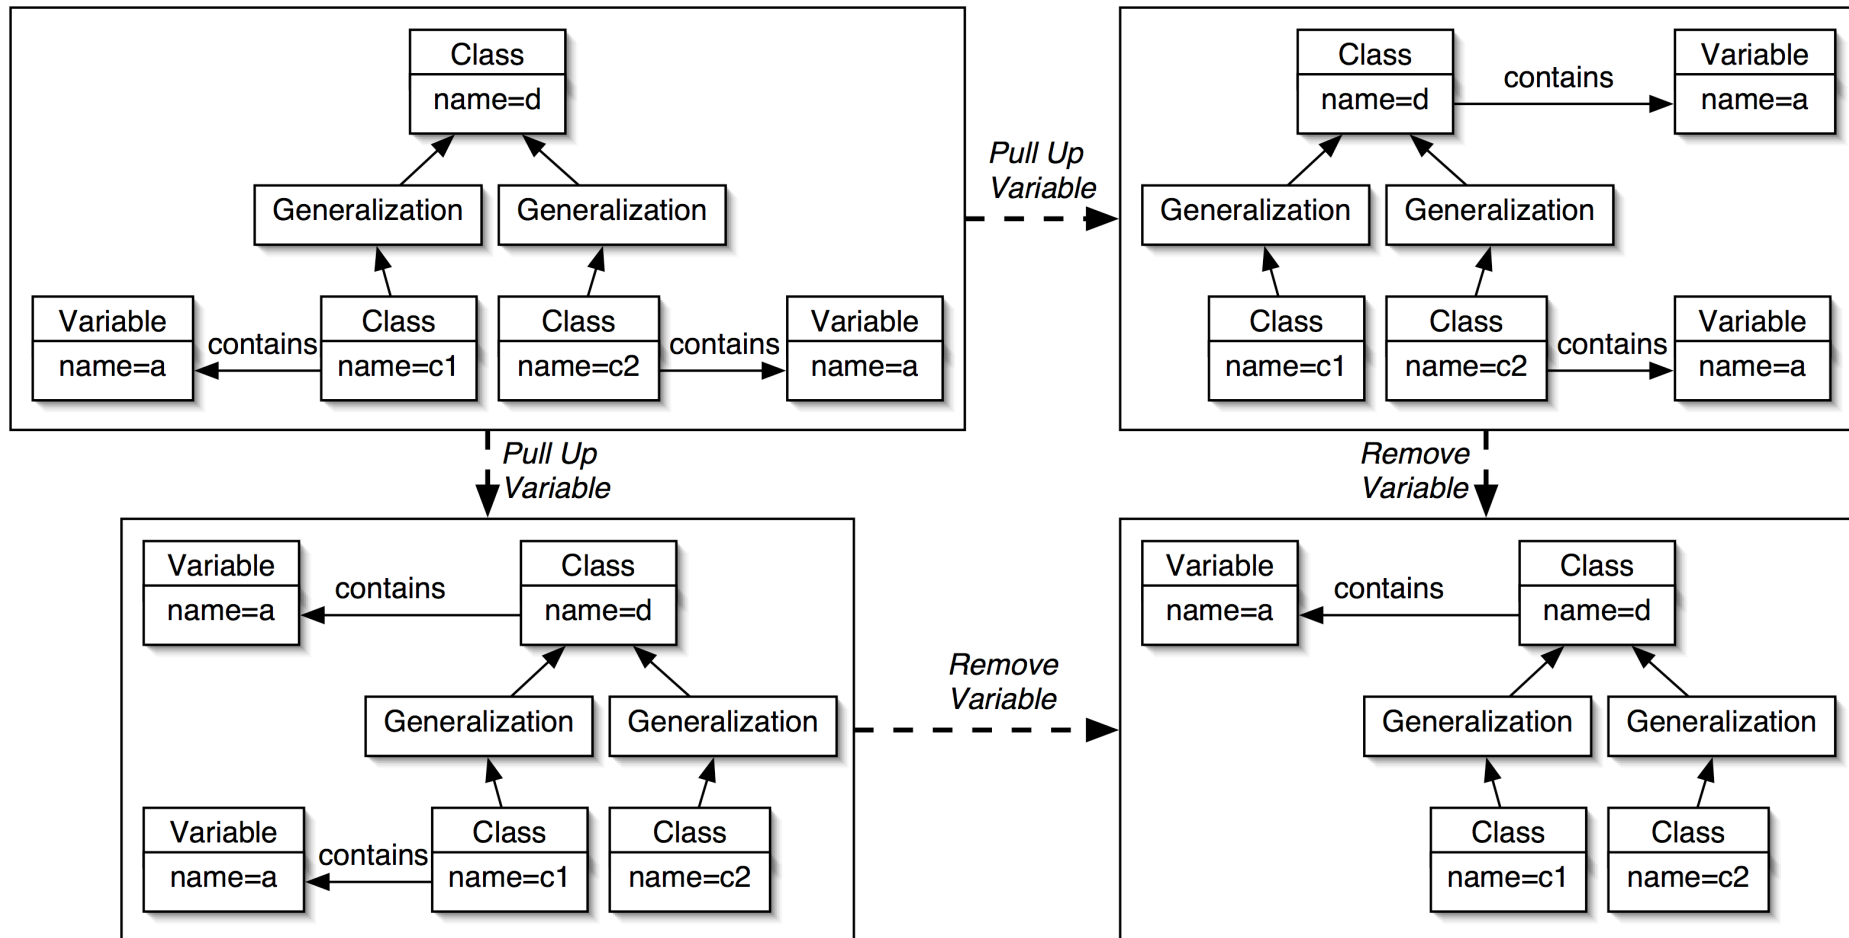 Class
name=d
Generalization
Generalization
Variable
name=a
contains
Class
name=c1
Class
name=c2
contains
Variable
name=a
Pull Up
Variable
Class
name=d
contains
Variable
name=a
Generalization
Generalization
Class
name=c1
Class
name=c2
contains
Variable
name=a
Pull Up
Variable
Remove
Variable
Variable
name=a
contains
Class
name=d
Generalization
Generalization
Variable
name=a
contains
Class
name=c1
Class
name=c2
Remove
Variable
Variable
name=a
contains
Class
name=d
Generalization
Generalization
Class
name=c1
Class
name=c2